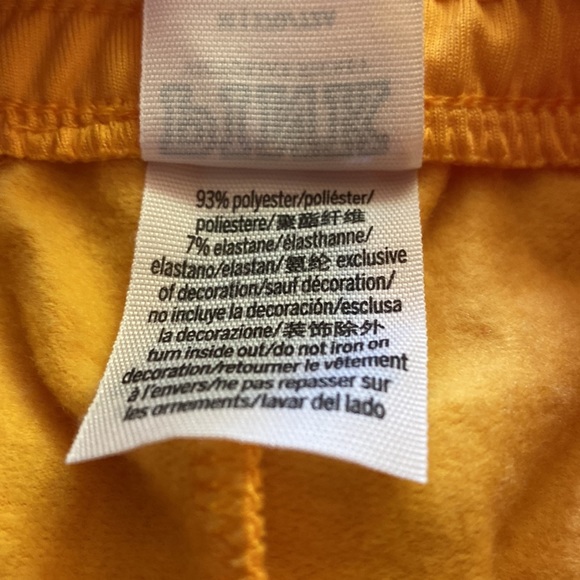 93% polyester/poliéster/
poliestere/聚酯纤维
7% elastane/élasthanne/
elastano/elastan/氨纶 exclusive
of decoration/sauf décoration/
no incluye la decoración/esclusa
la decorazione/装饰除外
turn inside out/do not iron on
decoration/retourner le vêtement
à l'envers/ne pas repasser sur
les ornements/lavar del lado